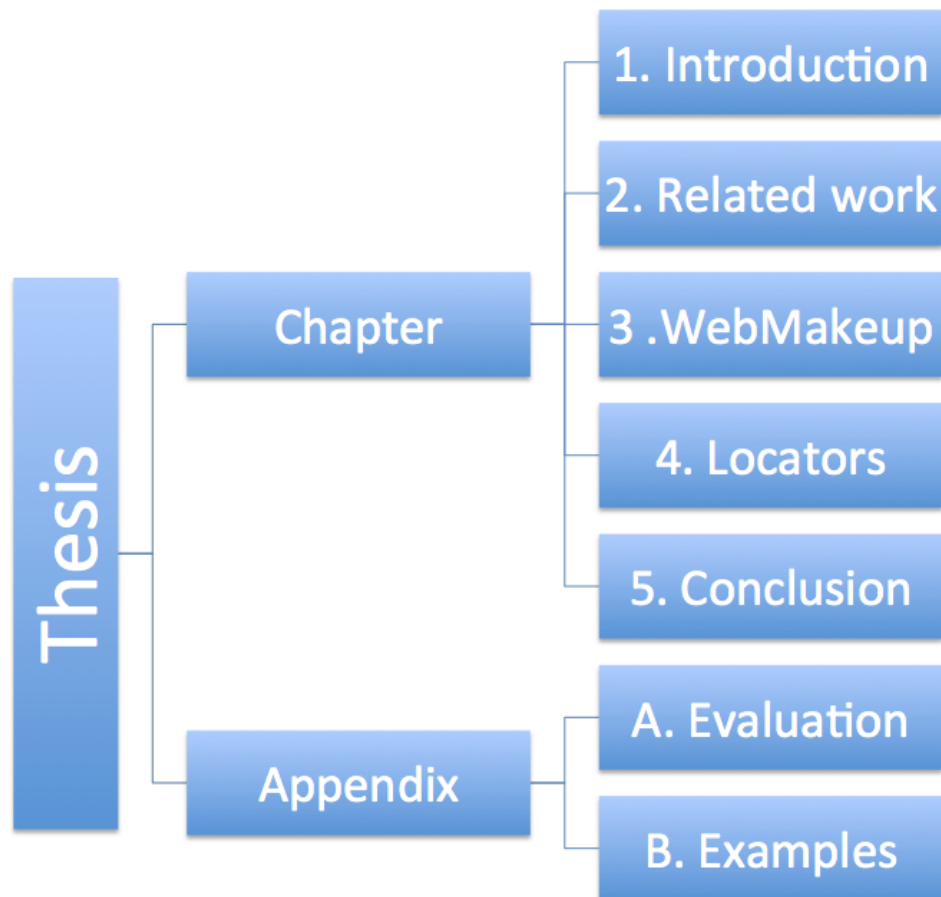 Thesis
Chapter
1. Introduction
2. Related work
3 .WebMakeup
4. Locators
5. Conclusion
Appendix
A. Evaluation
B. Examples